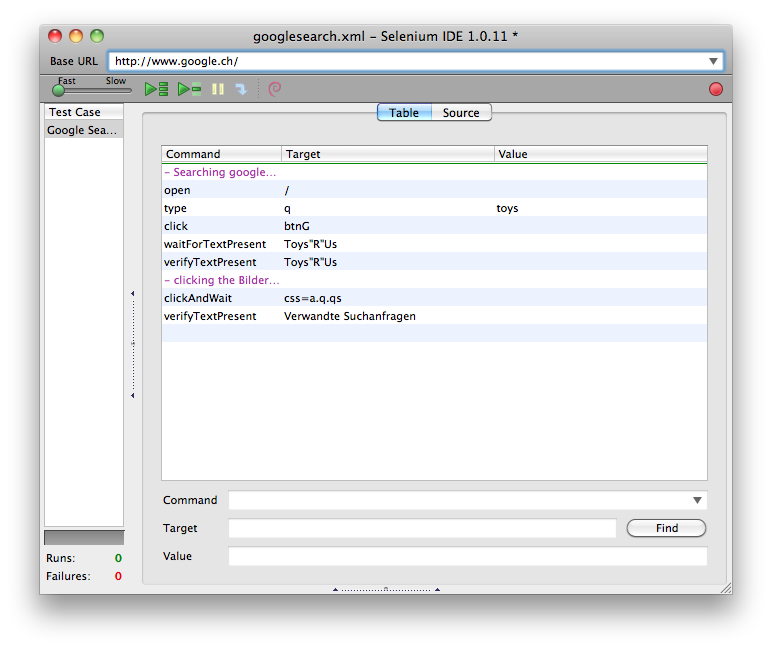 googlesearch.xml – Selenium IDE 1.0.11 *
Base URL http://www.google.ch/
Fast Slow
Test Case
Google Sea...
Table Source
Command Target Value
– Searching google...
open /
type q toys
click btnG
waitForTextPresent Toys"R"Us
verifyTextPresent Toys"R"Us
– clicking the Bilder...
clickAndWait css=a.q.qs
verifyTextPresent Verwandte Suchanfragen
Command
Target Find
Value
Runs: 0
Failures: 0